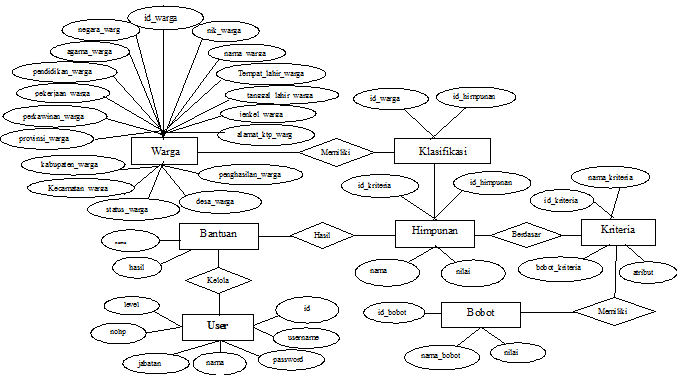 id_warga
negara_warg
nik_warga
agama_warga
nama_warga
pendidikan_warga
Tempat_lahir_warga
pekerjaan_warga
tanggal_lahir_warga
perkawinan_warga
jenkel_warga
provinsi_warga
alamat_ktp_warg
id_warga
id_himpunan
Warga
Memiliki
Klasifikasi
kabupaten_warga
penghasilan_warga
Kecamatan_warga
desa_warga
status_warga
id_kriteria
id_himpunan
nama_kriteria
id_kriteria
Bantuan
Hasil
Himpunan
Berdasar
Kriteria
nama
hasil
nama
nilai
bobot_kriteria
atribut
Kelola
level
id
id_bobot
Bobot
Memiliki
nohp
User
username
jabatan
nama
password
nama_bobot
nilai